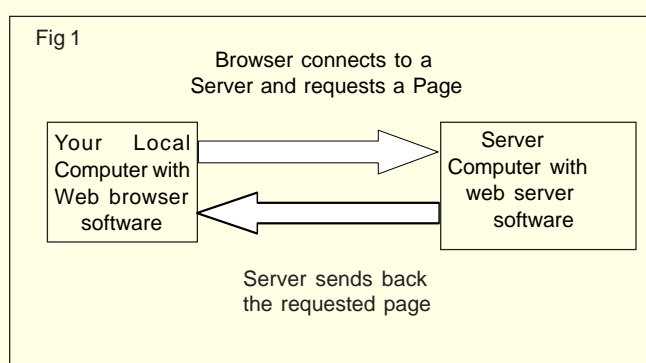 Fig 1
Browser connects to a
Server and requests a Page
Your Local
Computer with
Web browser
software
Server
Computer with
web server
software
Server sends back
the requested page